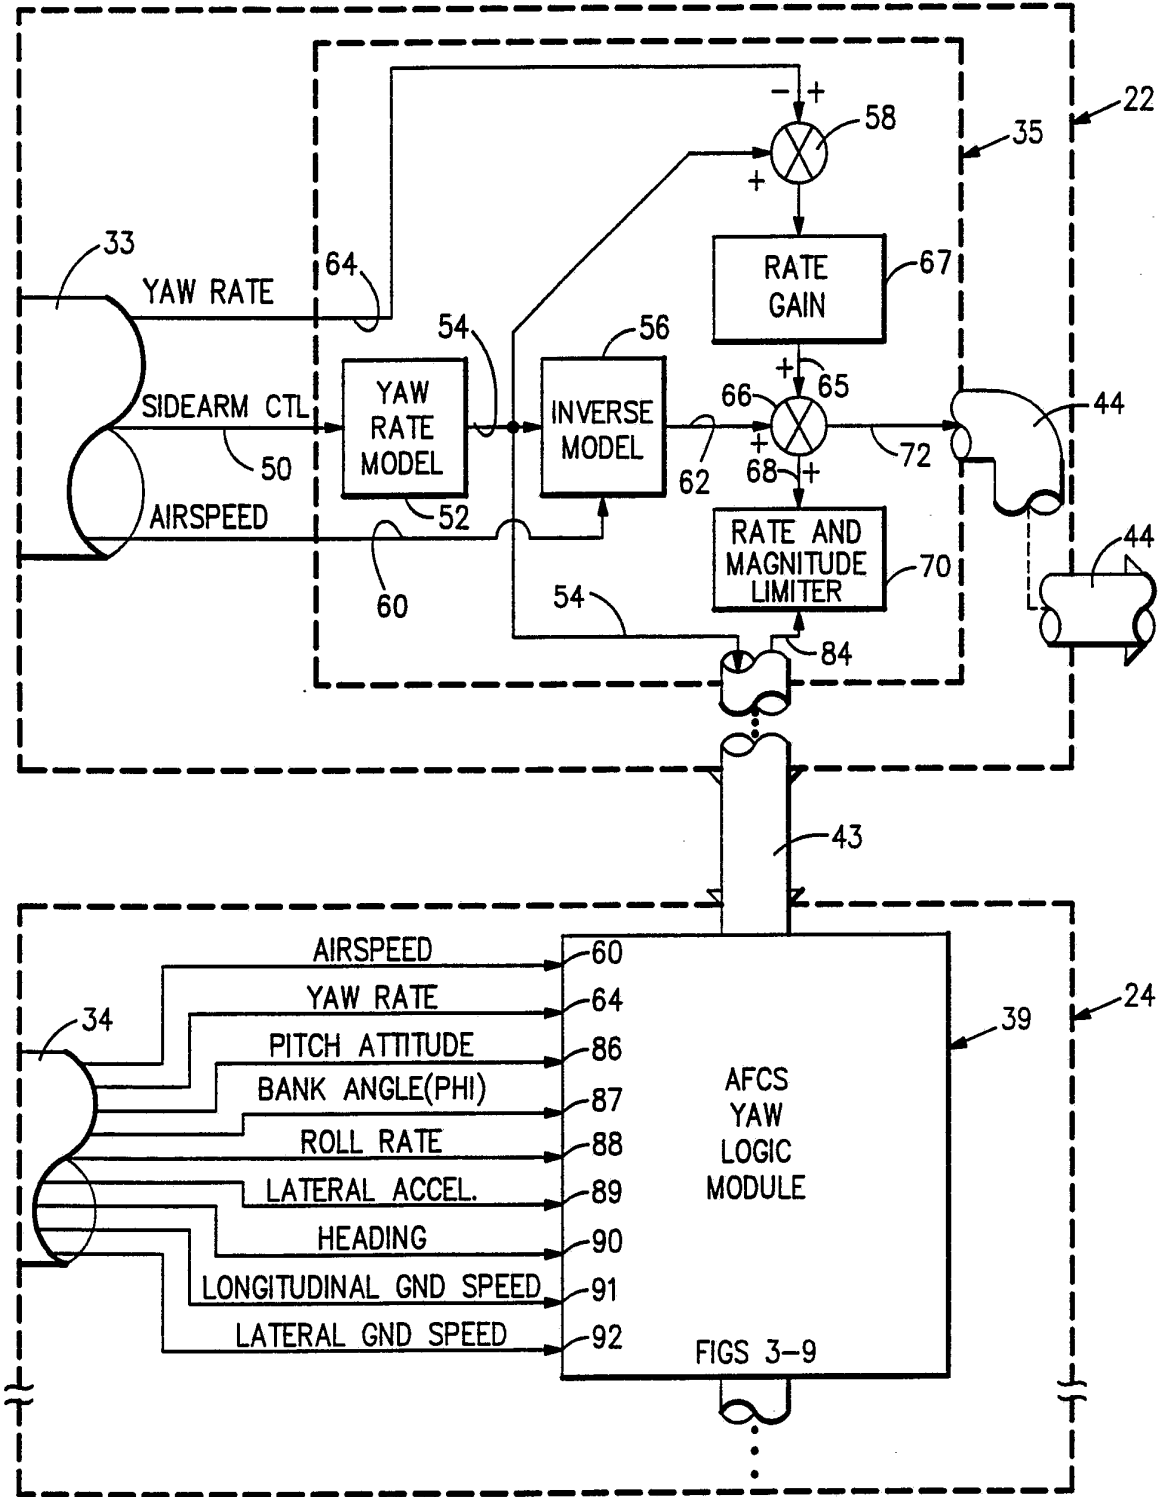 22
35
- +
58
+
33
YAW RATE
64
RATE
GAIN
67
54
56
+
65
66
SIDEARM CTL
50
YAW
RATE
MODEL
52
INVERSE
MODEL
62
+
72
44
68
+
AIRSPEED
60
RATE AND
MAGNITUDE
LIMITER
70
44
54
84
43
24
39
34
AIRSPEED
60
YAW RATE
64
PITCH ATTITUDE
86
BANK ANGLE(PHI)
87
ROLL RATE
88
LATERAL ACCEL.
89
HEADING
90
LONGITUDINAL GND SPEED
91
LATERAL GND SPEED
92
AFCS
YAW
LOGIC
MODULE
FIGS 3-9